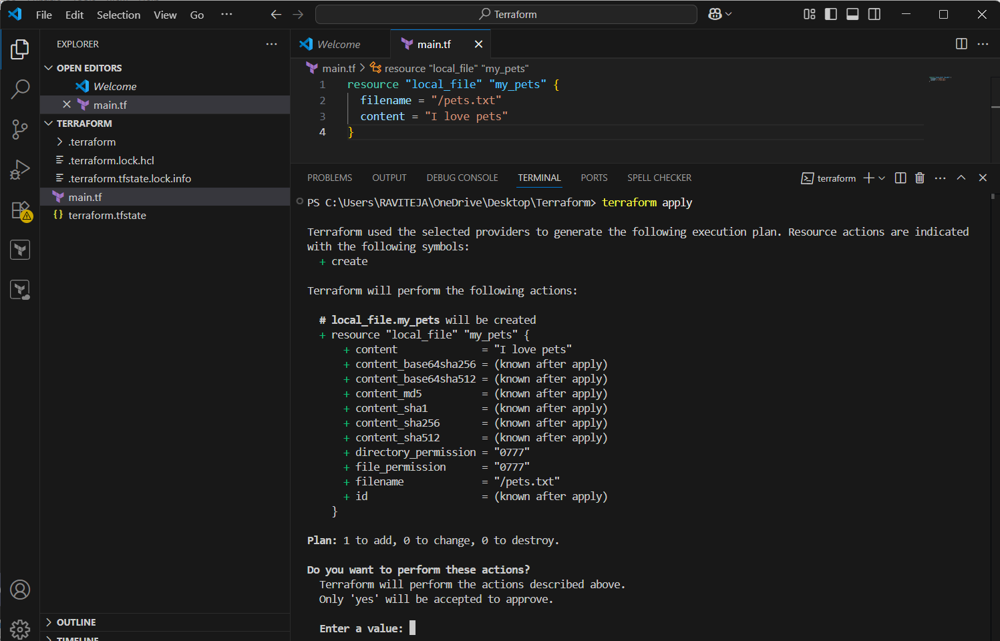 File Edit Selection View Go ··· Terraform
EXPLORER ···
OPEN EDITORS
Welcome
main.tf
TERRAFORM
.terraform
.terraform.lock.hcl
.terraform.tfstate.lock.info
main.tf
{} terraform.tfstate
OUTLINE
TIMELINE
Welcome main.tf
main.tf > resource "local_file" "my_pets"
1 resource "local_file" "my_pets" {
2 filename = "/pets.txt"
3 content = "I love pets"
4 }
PROBLEMS OUTPUT DEBUG CONSOLE TERMINAL PORTS SPELL CHECKER terraform
PS C:\Users\RAVITEJA\OneDrive\Desktop\Terraform> terraform apply
Terraform used the selected providers to generate the following execution plan. Resource actions are indicated
with the following symbols:
+ create
Terraform will perform the following actions:
# local_file.my_pets will be created
+ resource "local_file" "my_pets" {
+ content = "I love pets"
+ content_base64sha256 = (known after apply)
+ content_base64sha512 = (known after apply)
+ content_md5 = (known after apply)
+ content_sha1 = (known after apply)
+ content_sha256 = (known after apply)
+ content_sha512 = (known after apply)
+ directory_permission = "0777"
+ file_permission = "0777"
+ filename = "/pets.txt"
+ id = (known after apply)
}
Plan: 1 to add, 0 to change, 0 to destroy.
Do you want to perform these actions?
Terraform will perform the actions described above.
Only 'yes' will be accepted to approve.
Enter a value: